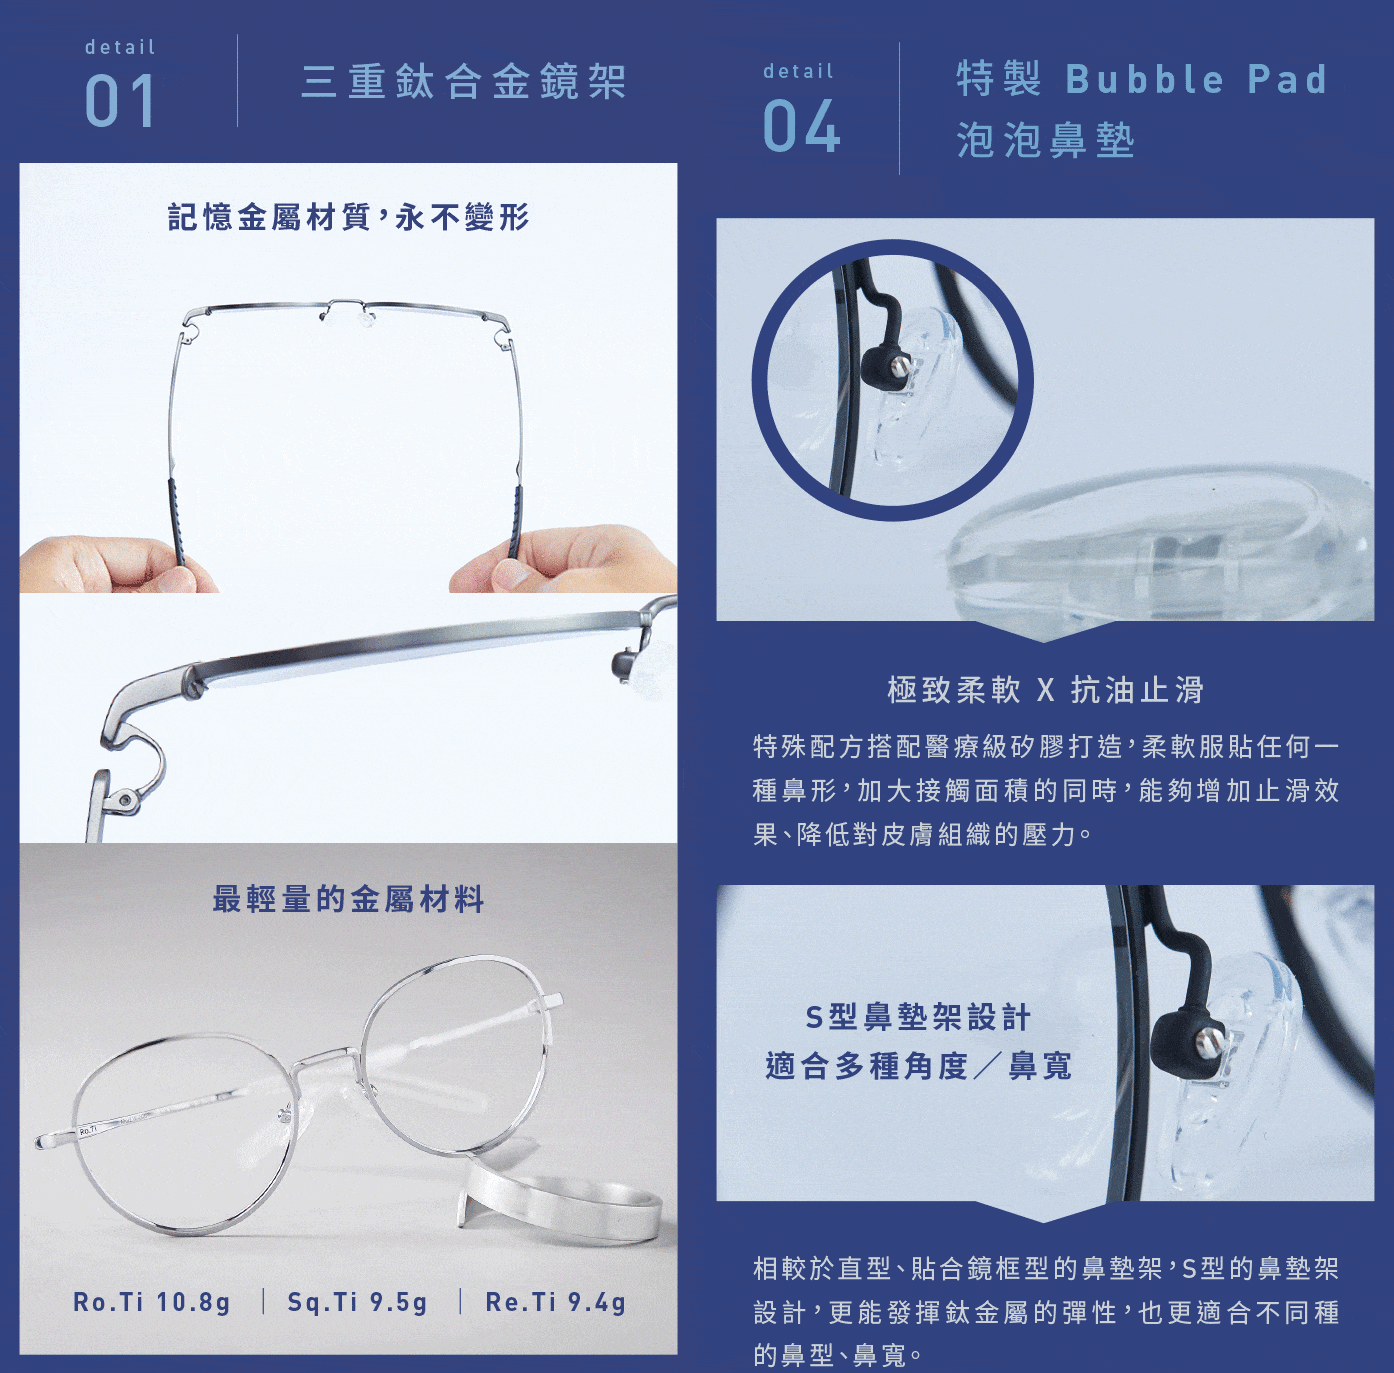 detail
01
三重鈦合金鏡架
記憶金屬材質，永不變形
最輕量的金屬材料
Ro.Ti
Ro.Ti 10.8g | Sq.Ti 9.5g | Re.Ti 9.4g
detail
04
特製 Bubble Pad
泡泡鼻墊
極致柔軟 X 抗油止滑
特殊配方搭配醫療級矽膠打造，柔軟服貼任何一
種鼻形，加大接觸面積的同時，能夠增加止滑效
果、降低對皮膚組織的壓力。
S型鼻墊架設計
適合多種角度／鼻寬
相較於直型、貼合鏡框型的鼻墊架，S型的鼻墊架
設計，更能發揮鈦金屬的彈性，也更適合不同種
的鼻型、鼻寬。